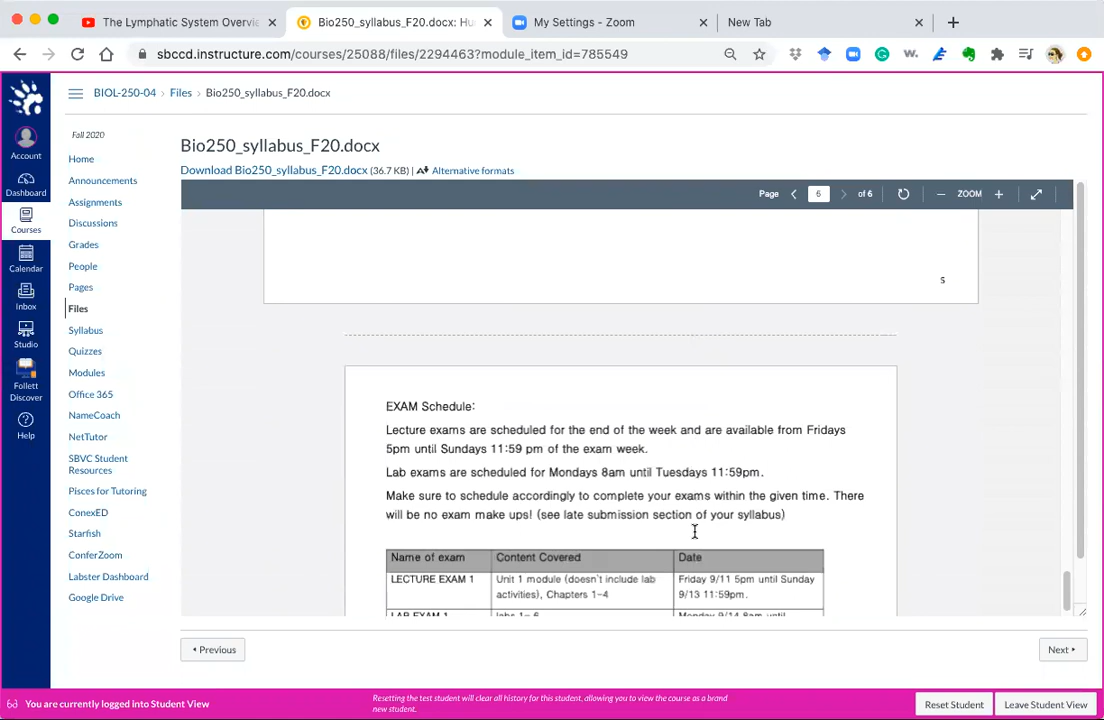 The Lymphatic System Overvie
Bio250_syllabus_F20.docx: Hu
My Settings - Zoom
New Tab
sbccd.instructure.com/courses/25088/files/2294463?module_item_id=785549
BIOL-250-04 › Files › Bio250_syllabus_F20.docx
Account
Dashboard
Courses
Calendar
Inbox
Studio
Follett
Discover
Help
Fall 2020
Home
Announcements
Assignments
Discussions
Grades
People
Pages
Files
Syllabus
Quizzes
Modules
Office 365
NameCoach
NetTutor
SBVC Student
Resources
Pisces for Tutoring
ConexED
Starfish
ConferZoom
Labster Dashboard
Google Drive
Bio250_syllabus_F20.docx
Download Bio250_syllabus_F20.docx (36.7 KB) | Alternative formats
Page 6 of 6 ZOOM
5
EXAM Schedule:
Lecture exams are scheduled for the end of the week and are available from Fridays
5pm until Sundays 11:59 pm of the exam week.
Lab exams are scheduled for Mondays 8am until Tuesdays 11:59pm.
Make sure to schedule accordingly to complete your exams within the given time. There
will be no exam make ups! (see late submission section of your syllabus)
Name of exam Content Covered Date
LECTURE EXAM 1 Unit 1 module (doesn't include lab Friday 9/11 5pm until Sunday
activities), Chapters 1-4 9/13 11:59pm.
LAB EXAM 1 labs 1- 6 Monday 9/14 8am until
Previous
Next
You are currently logged into Student View
Resetting the test student will clear all history for this student, allowing you to view the course as a brand
new student.
Reset Student
Leave Student View